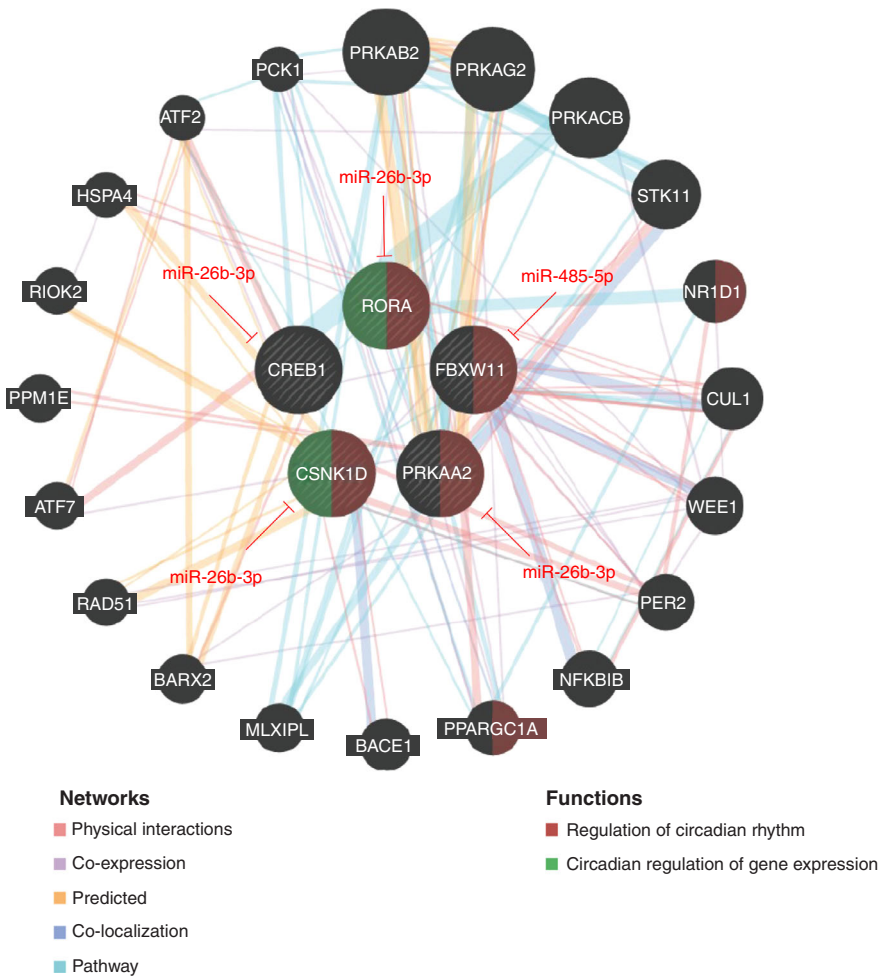 PRKAB2
PCK1
PRKAG2
PRKACB
ATF2
miR-26b-3p
HSPA4
STK11
miR-26b-3p
miR-485-5p
RIOK2
RORA
NR1D1
CREB1
FBXW11
PPM1E
CUL1
CSNK1D
PRKAA2
ATF7
WEE1
miR-26b-3p
miR-26b-3p
RAD51
PER2
BARX2
NFKBIB
MLXIPL
BACE1
PPARGC1A
Networks
Physical interactions
Co-expression
Predicted
Co-localization
Pathway
Functions
Regulation of circadian rhythm
Circadian regulation of gene expression